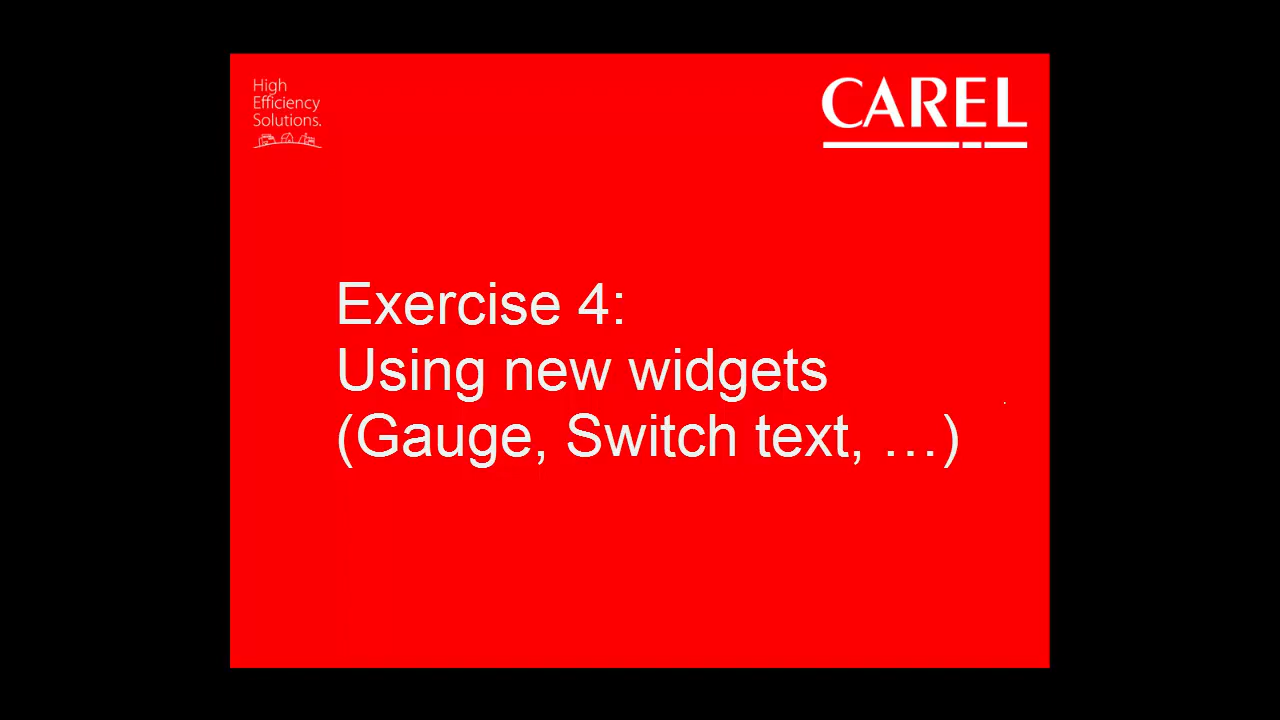 High
Efficiency
Solutions.
CAREL
Exercise 4:
Using new widgets
(Gauge, Switch text, …)